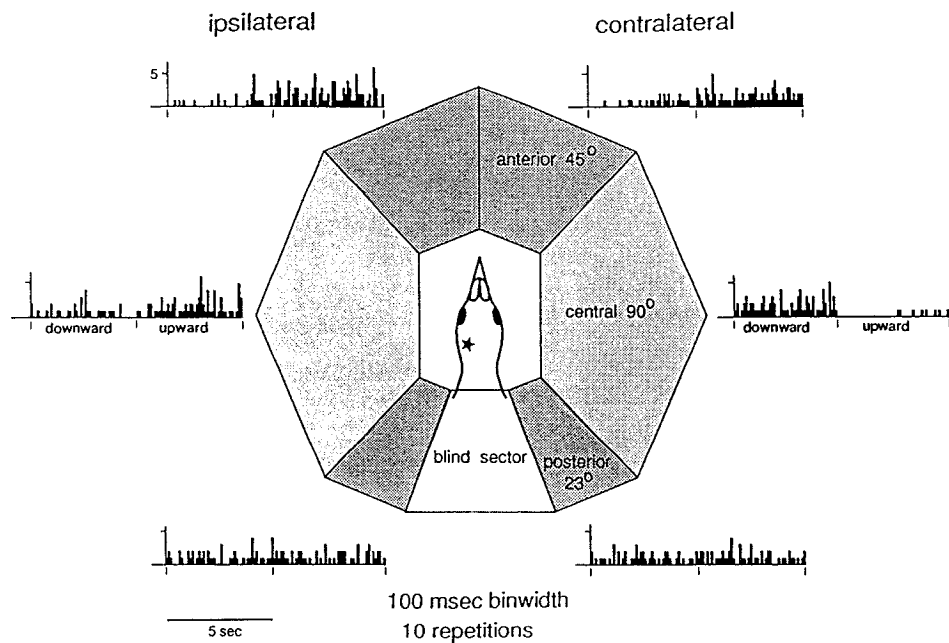 ipsilateral
contralateral
5
anterior 45°
central 90°
downward upward
downward upward
blind sector
posterior
23°
5 sec
100 msec binwidth
10 repetitions